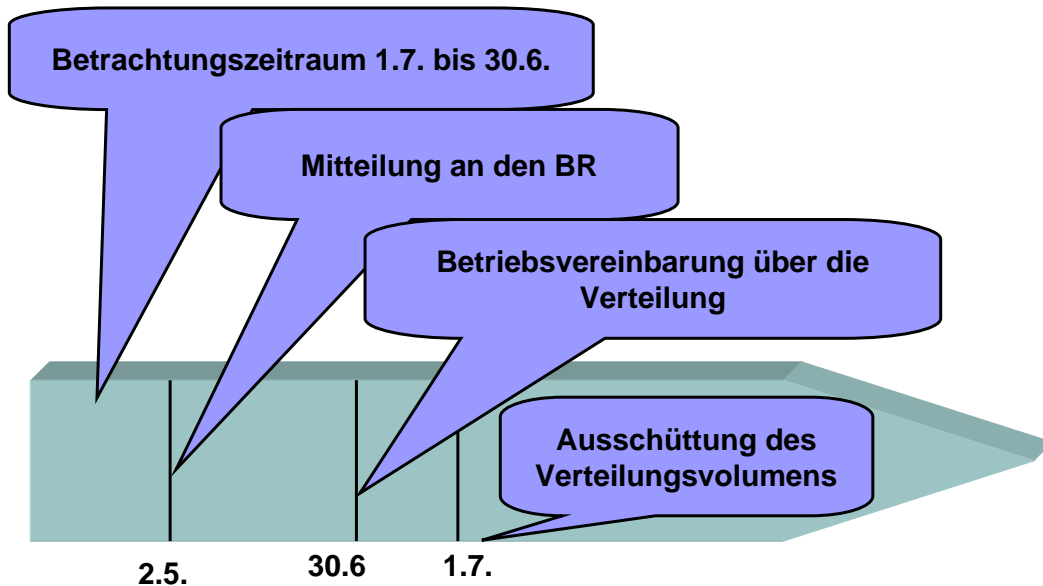 Betrachtungszeitraum 1.7. bis 30.6.
Mitteilung an den BR
Betriebsvereinbarung über die
Verteilung
Ausschüttung des
Verteilungsvolumens
2.5.
30.6
1.7.